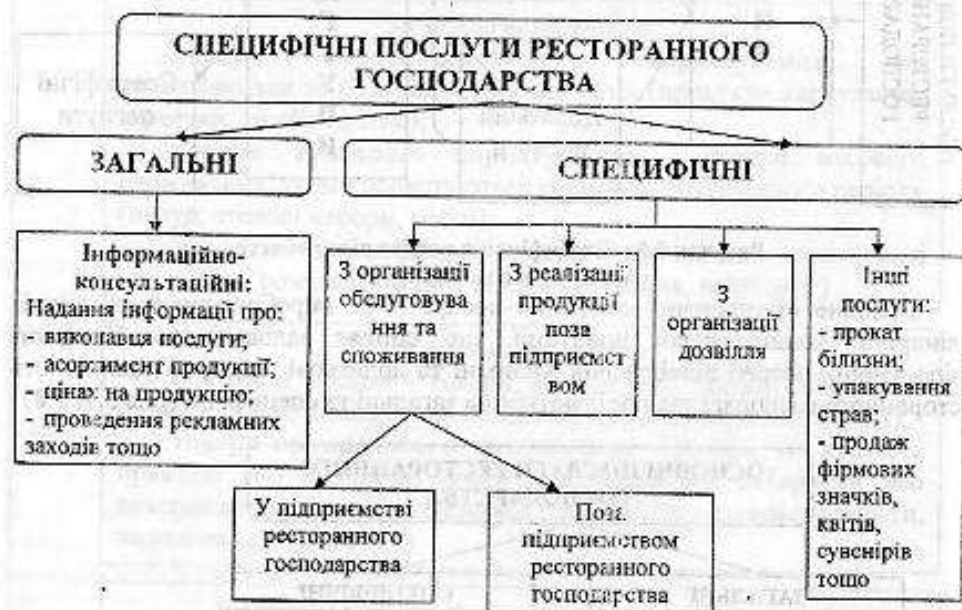 СПЕЦИФІЧНІ ПОСЛУГИ РЕСТОРАННОГО
ГОСПОДАРСТВА
ЗАГАЛЬНІ
СПЕЦИФІЧНІ
Інформаційно-
консультаційні:
Надання інформації про:
- виконавця послуги;
- асортимент продукції;
- цінах на продукцію;
- проведення рекламних
заходів тощо
З організації
обслуговува
ння та
споживання
З реалізації
продукції
поза
підприємст
вом
З
організації
дозвілля
Інші
послуги:
- прокат
білизни;
- упакування
страв;
- продаж
фірмових
значків,
квітів,
сувенірів
тощо
У підприємстві
ресторанного
господарства
Поза
підприємством
ресторанного
господарства